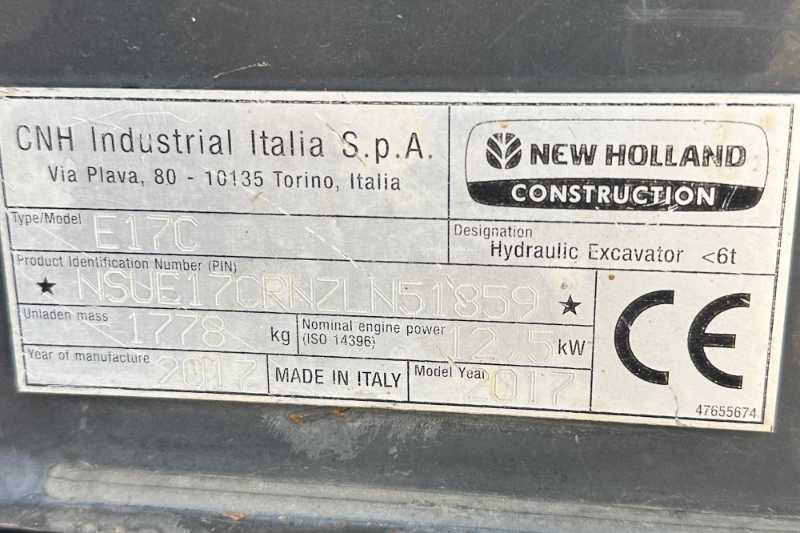 CNH Industrial Italia S.p.A.
Via Plava, 80 - 10135 Torino, Italia
NEW HOLLAND
CONSTRUCTION
Type/Model E17C
Designation
Hydraulic Excavator <6t
Product Identification Number (PIN)
★ NSUE17CRNZLN51859 ★
Unladen mass 1778 kg
Nominal engine power
(ISO 14396) 12,5 kW
Year of manufacture 2017
MADE IN ITALY
Model Year 2017
CE
47655674